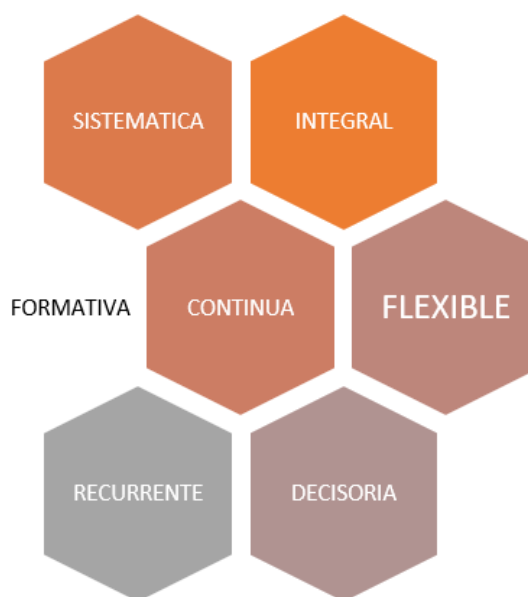 SISTEMATICA
INTEGRAL
FORMATIVA
CONTINUA
FLEXIBLE
RECURRENTE
DECISORIA